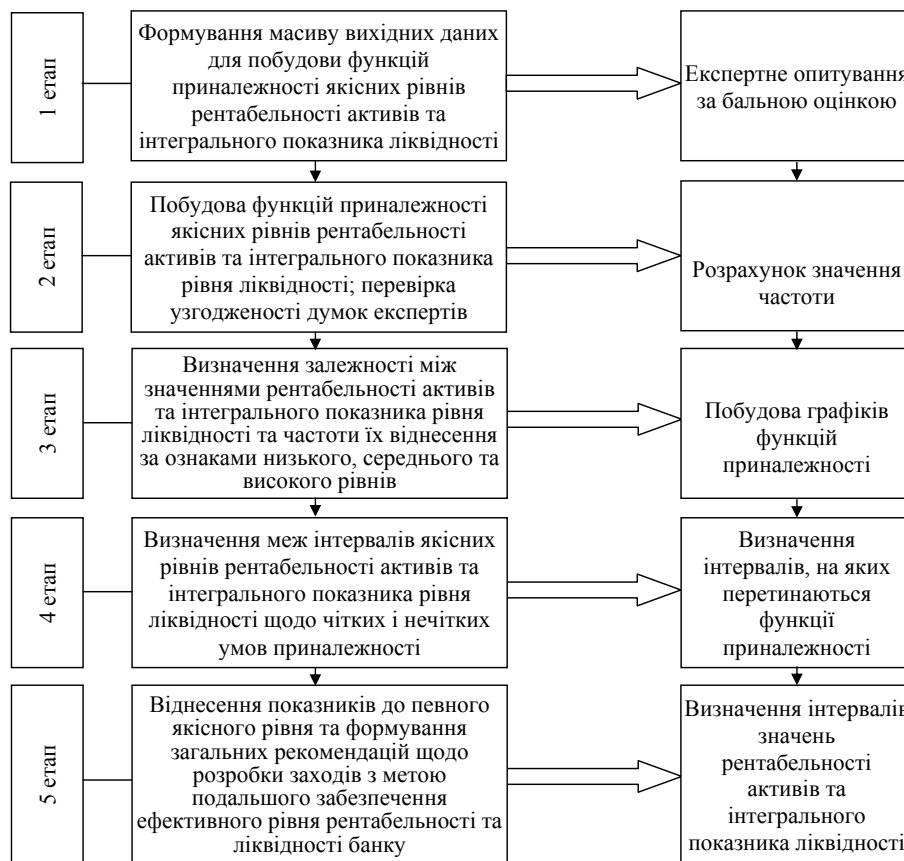 1 етап
Формування масиву вихідних даних
для побудови функцій
приналежності якісних рівнів
рентабельності активів та
інтегрального показника ліквідності
Експертне опитування
за бальною оцінкою
2 етап
Побудова функцій приналежності
якісних рівнів рентабельності
активів та інтегрального показника
рівня ліквідності; перевірка
узгодженості думок експертів
Розрахунок значення
частоти
3 етап
Визначення залежності між
значеннями рентабельності активів
та інтегрального показника рівня
ліквідності та частоти їх віднесення
за ознаками низького, середнього та
високого рівнів
Побудова графіків
функцій
приналежності
4 етап
Визначення меж інтервалів якісних
рівнів рентабельності активів та
інтегрального показника рівня
ліквідності щодо чітких і нечітких
умов приналежності
Визначення
інтервалів, на яких
перетинаються
функції
приналежності
5 етап
Віднесення показників до певного
якісного рівня та формування
загальних рекомендацій щодо
розробки заходів з метою
подальшого забезпечення
ефективного рівня рентабельності та
ліквідності банку
Визначення інтервалів
значень
рентабельності
активів та
інтегрального
показника ліквідності